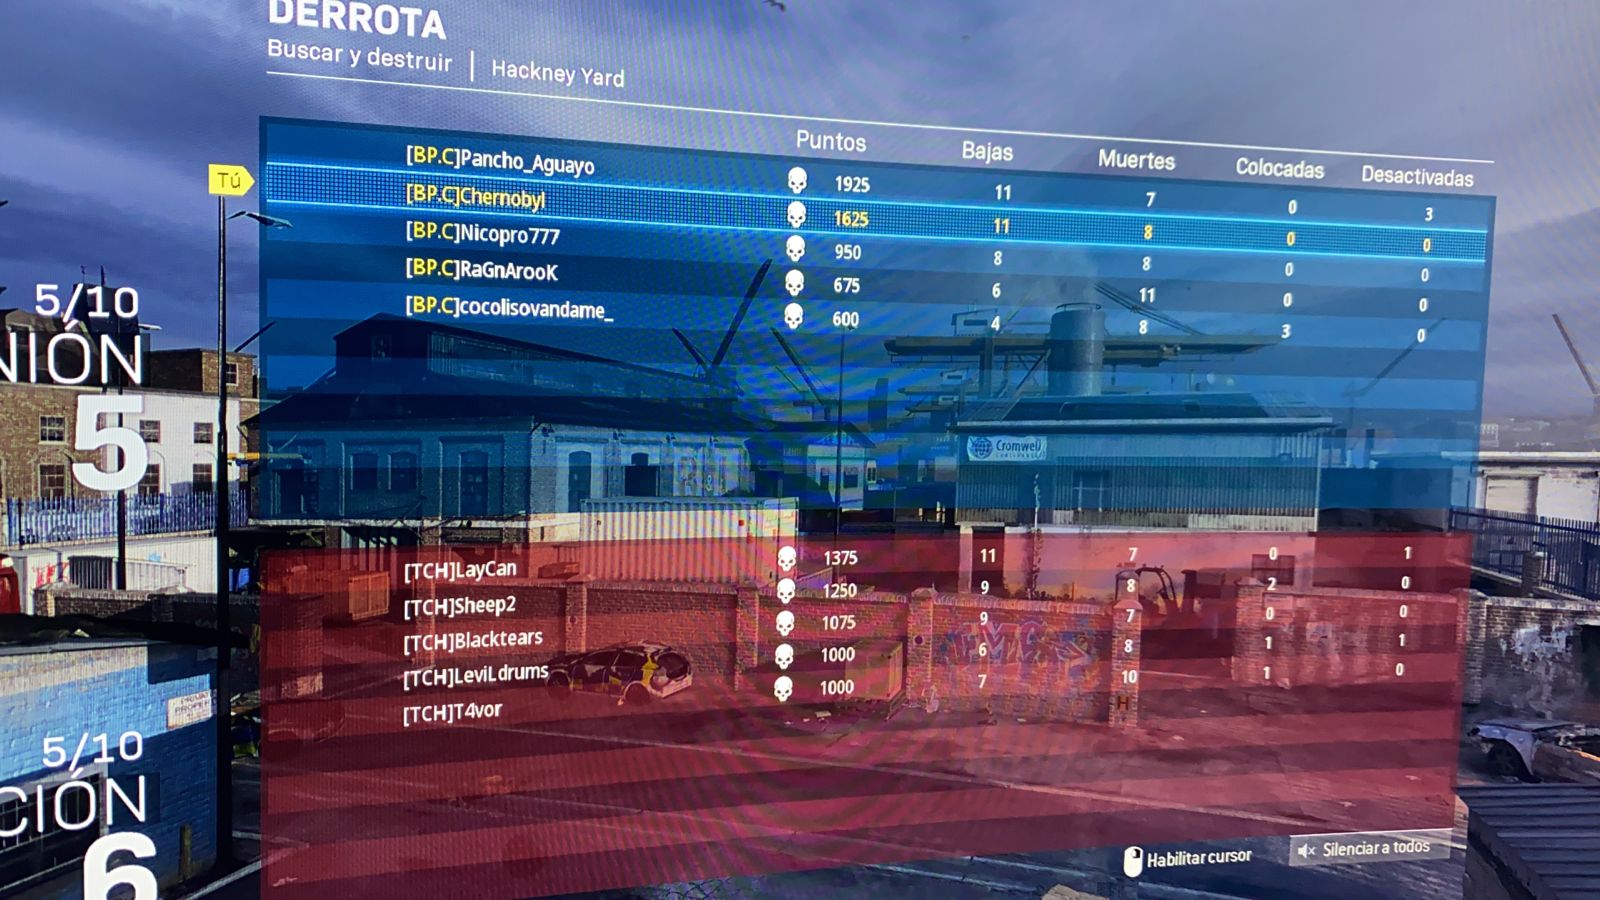 DERROTA
Buscar y destruir | Hackney Yard
Puntos Bajas Muertes Colocadas Desactivadas
[BP.C]Pancho_Aguayo 1925 11 7 0 3
Tú [BP.C]Chernobyl 1625 11 8 0 0
[BP.C]Nicopro777 950 8 8 0 0
[BP.C]RaGnArooK 675 6 11 0 0
[BP.C]cocolisovandame_ 600 4 8 3 0
5/10
NIÓN
5
Cromwell
[TCH]LayCan 1375 11 7 0 1
[TCH]Sheep2 1250 9 8 2 0
[TCH]Blacktears 1075 9 7 0 0
[TCH]LeviLdrums 1000 6 8 1 1
[TCH]T4vor 1000 7 10 1 0
H
5/10
CIÓN
6
Habilitar cursor Silenciar a todos